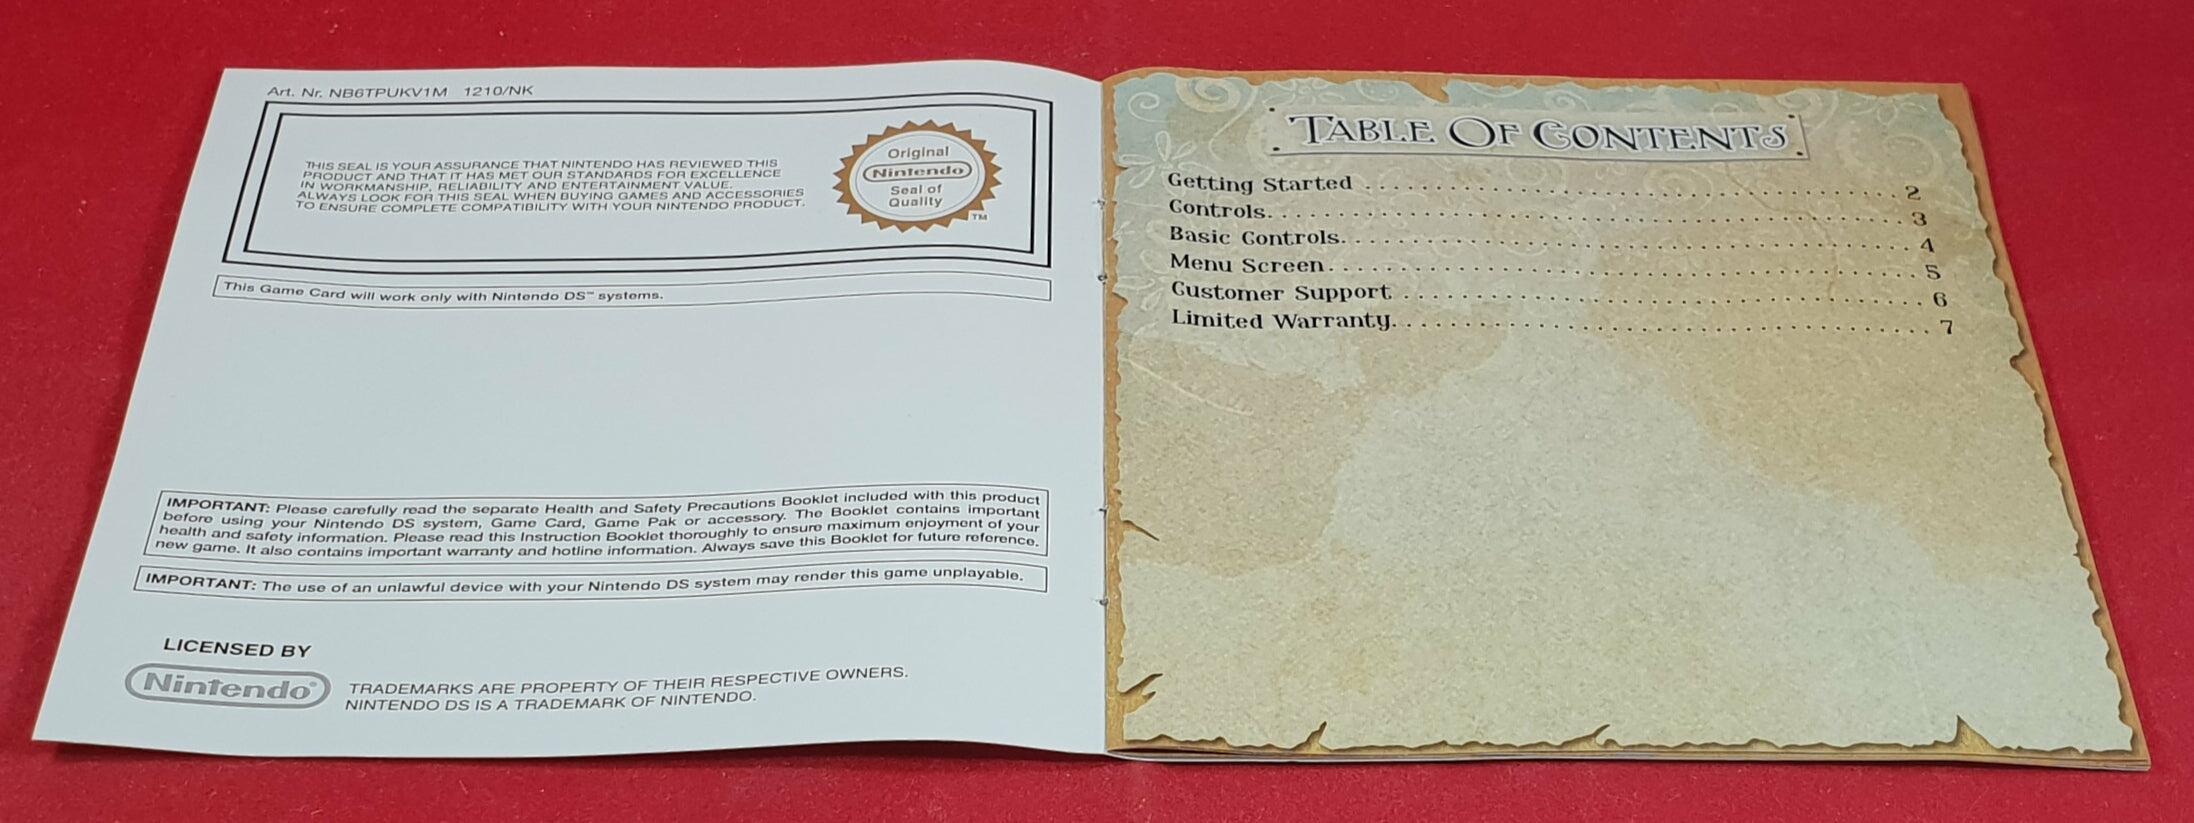 Art. Nr. NB6TPUKV1M 1210/NK
THIS SEAL IS YOUR ASSURANCE THAT NINTENDO HAS REVIEWED THIS
PRODUCT AND THAT IT HAS MET OUR STANDARDS FOR EXCELLENCE
IN WORKMANSHIP, RELIABILITY AND ENTERTAINMENT VALUE.
ALWAYS LOOK FOR THIS SEAL WHEN BUYING GAMES AND ACCESSORIES
TO ENSURE COMPLETE COMPATIBILITY WITH YOUR NINTENDO PRODUCT.
Original
Nintendo
Seal of
Quality
TM
This Game Card will work only with Nintendo DS™ systems.
IMPORTANT: Please carefully read the separate Health and Safety Precautions Booklet included with this product
before using your Nintendo DS system, Game Card, Game Pak or accessory. The Booklet contains important
health and safety information. Please read this Instruction Booklet thoroughly to ensure maximum enjoyment of your
new game. It also contains important warranty and hotline information. Always save this Booklet for future reference.
IMPORTANT: The use of an unlawful device with your Nintendo DS system may render this game unplayable.
LICENSED BY
Nintendo®
TRADEMARKS ARE PROPERTY OF THEIR RESPECTIVE OWNERS.
NINTENDO DS IS A TRADEMARK OF NINTENDO.
TABLE OF CONTENTS
Getting Started . . . . . . . . . . . . . . . . . . . . 2
Controls. . . . . . . . . . . . . . . . . . . . 3
Basic Controls. . . . . . . . . . . . . . . . . . . . 4
Menu Screen. . . . . . . . . . . . . . . . . . . . 5
Customer Support . . . . . . . . . . . . . . . . . . . . 6
Limited Warranty. . . . . . . . . . . . . . . . . . . . 7